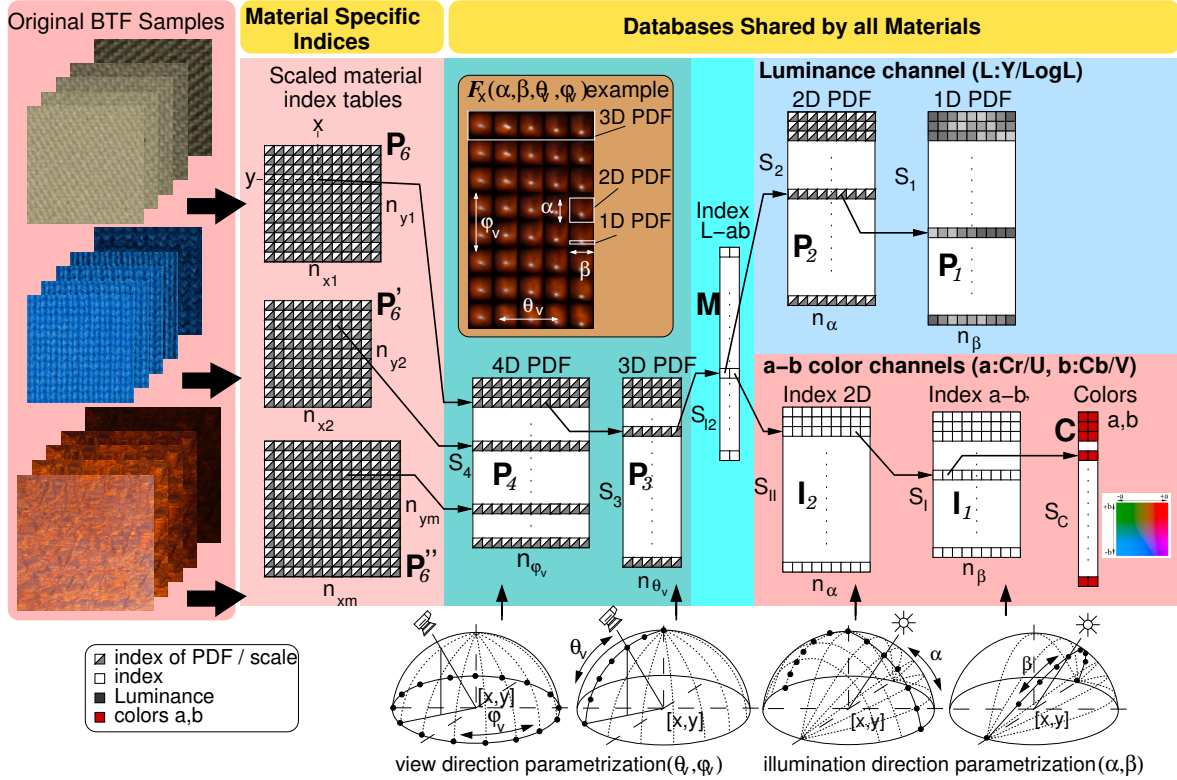 Original BTF Samples
Material Specific
Indices
Databases Shared by all Materials
Scaled material
index tables
x
y
P6
ny1
nx1
P6'
ny2
nx2
nym
P6''
nxm
Fx(α,β,θv,φv) example
3D PDF
2D PDF
1D PDF
φv
α
β
θv
4D PDF
3D PDF
S4
P4
nφv
S3
P3
nθv
Index
L−ab
M
SI2
Luminance channel (L:Y/LogL)
2D PDF
1D PDF
S2
P2
nα
S1
P1
nβ
a−b color channels (a:Cr/U, b:Cb/V)
Index 2D
Index a−b
Colors
a,b
SII
I2
nα
SI
I1
nβ
C
SC
-a
+a
+b
-b
index of PDF / scale
index
Luminance
colors a,b
[x,y]
φv
θv
[x,y]
α
[x,y]
β
[x,y]
view direction parametrization(θv,φv)
illumination direction parametrization(α,β)